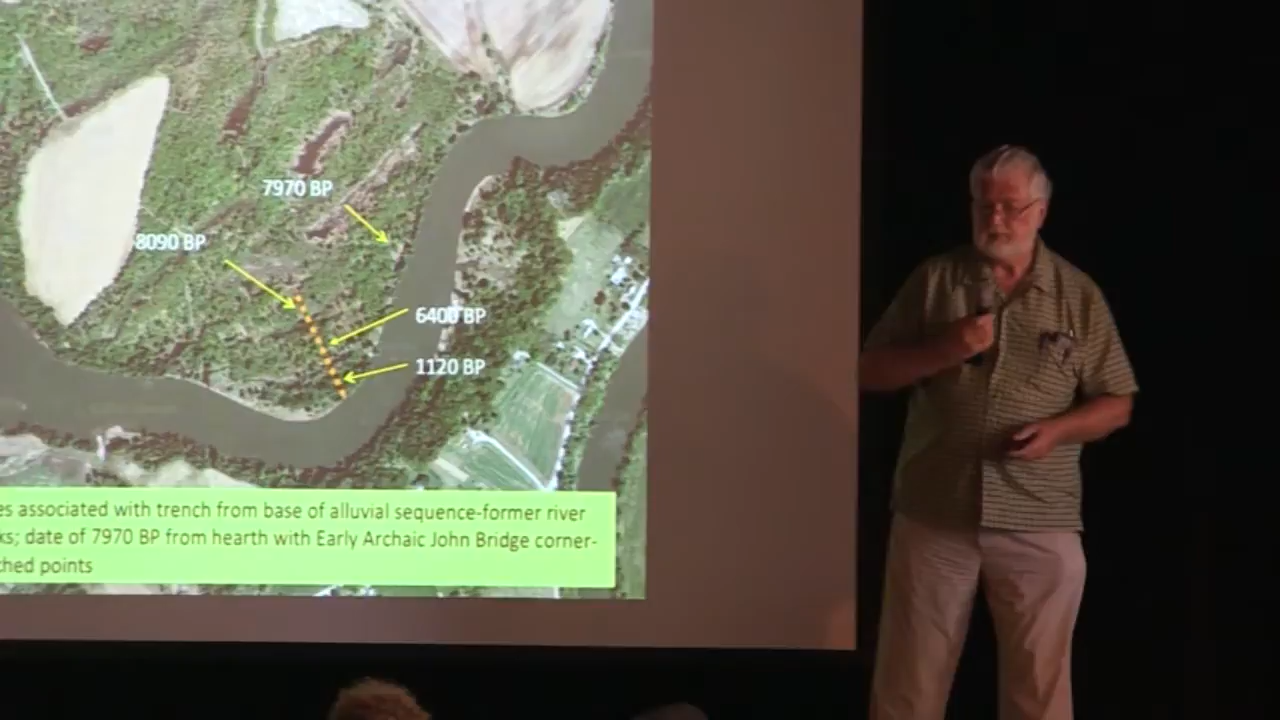 7970 BP
8090 BP
6400 BP
1120 BP
es associated with trench from base of alluvial sequence-former river
ks; date of 7970 BP from hearth with Early Archaic John Bridge corner-
ched points